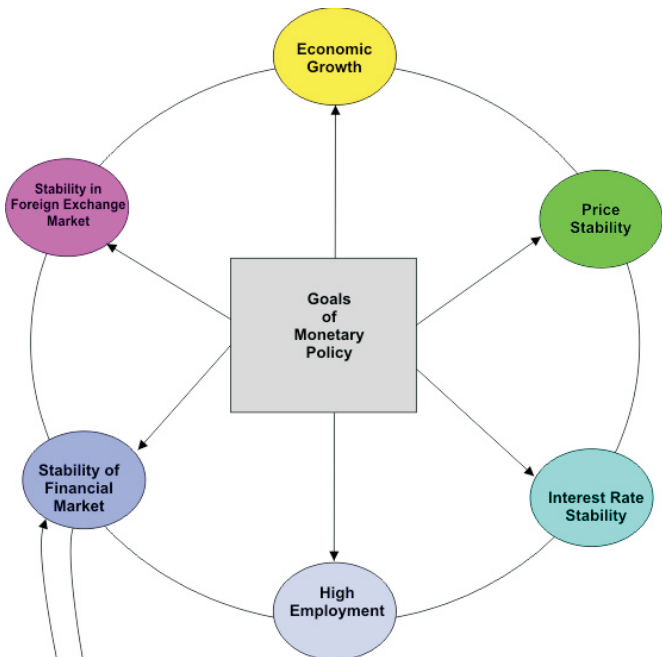 Economic
Growth
Stability in
Foreign Exchange
Market
Price
Stability
Goals
of
Monetary
Policy
Stability of
Financial
Market
Interest Rate
Stability
High
Employment